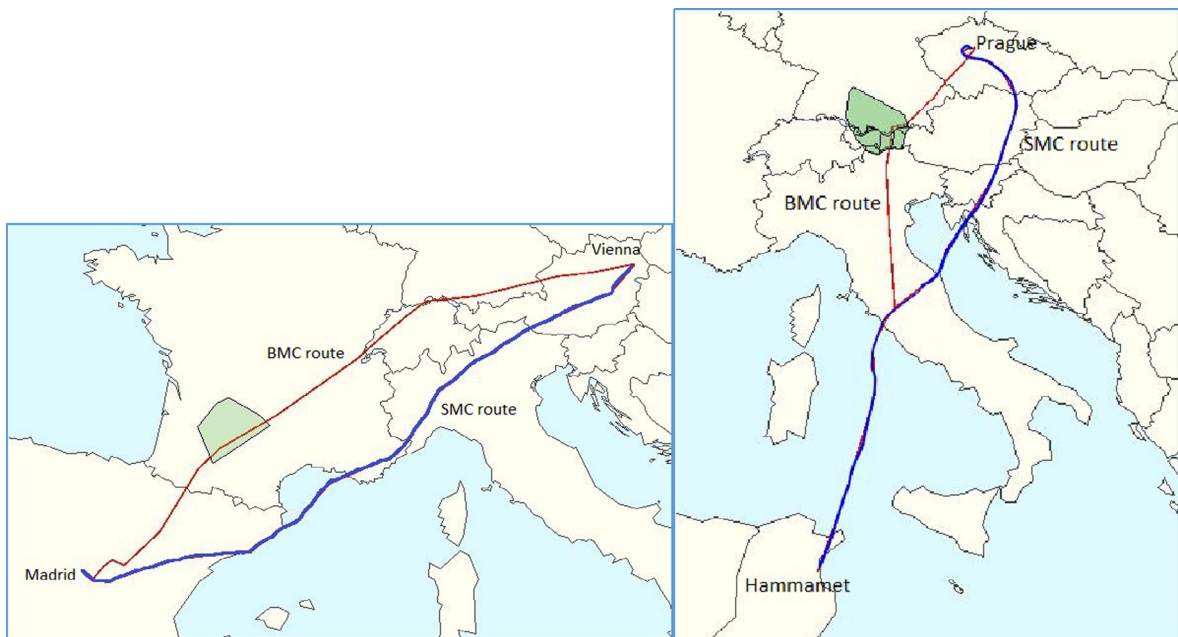 Vienna
BMC route
SMC route
Madrid
Prague
SMC route
BMC route
Hammamet